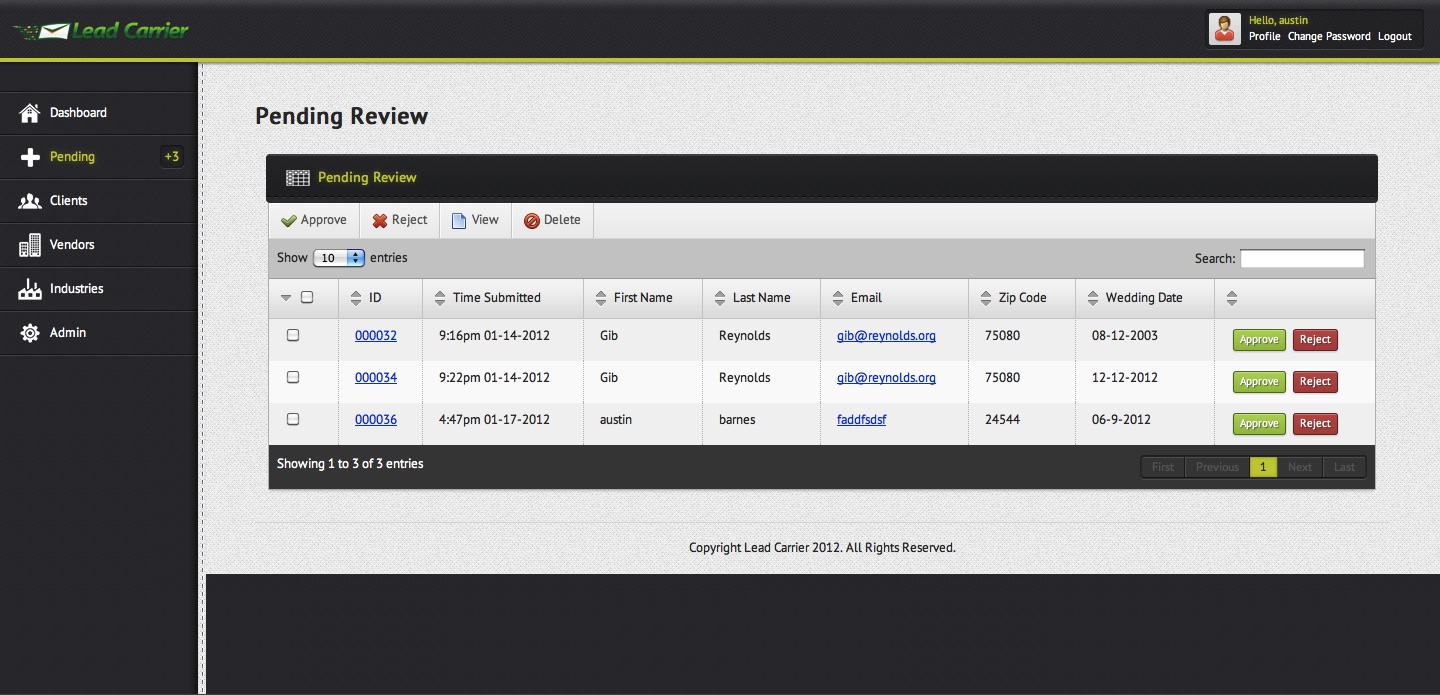 Lead Carrier
Hello, austin
Profile Change Password Logout
Dashboard
Pending +3
Clients
Vendors
Industries
Admin
Pending Review
Pending Review
Approve Reject View Delete
Show 10 entries Search:
ID Time Submitted First Name Last Name Email Zip Code Wedding Date
000032 9:16pm 01-14-2012 Gib Reynolds gib@reynolds.org 75080 08-12-2003 Approve Reject
000034 9:22pm 01-14-2012 Gib Reynolds gib@reynolds.org 75080 12-12-2012 Approve Reject
000036 4:47pm 01-17-2012 austin barnes faddfsdsf 24544 06-9-2012 Approve Reject
Showing 1 to 3 of 3 entries First Previous 1 Next Last
Copyright Lead Carrier 2012. All Rights Reserved.